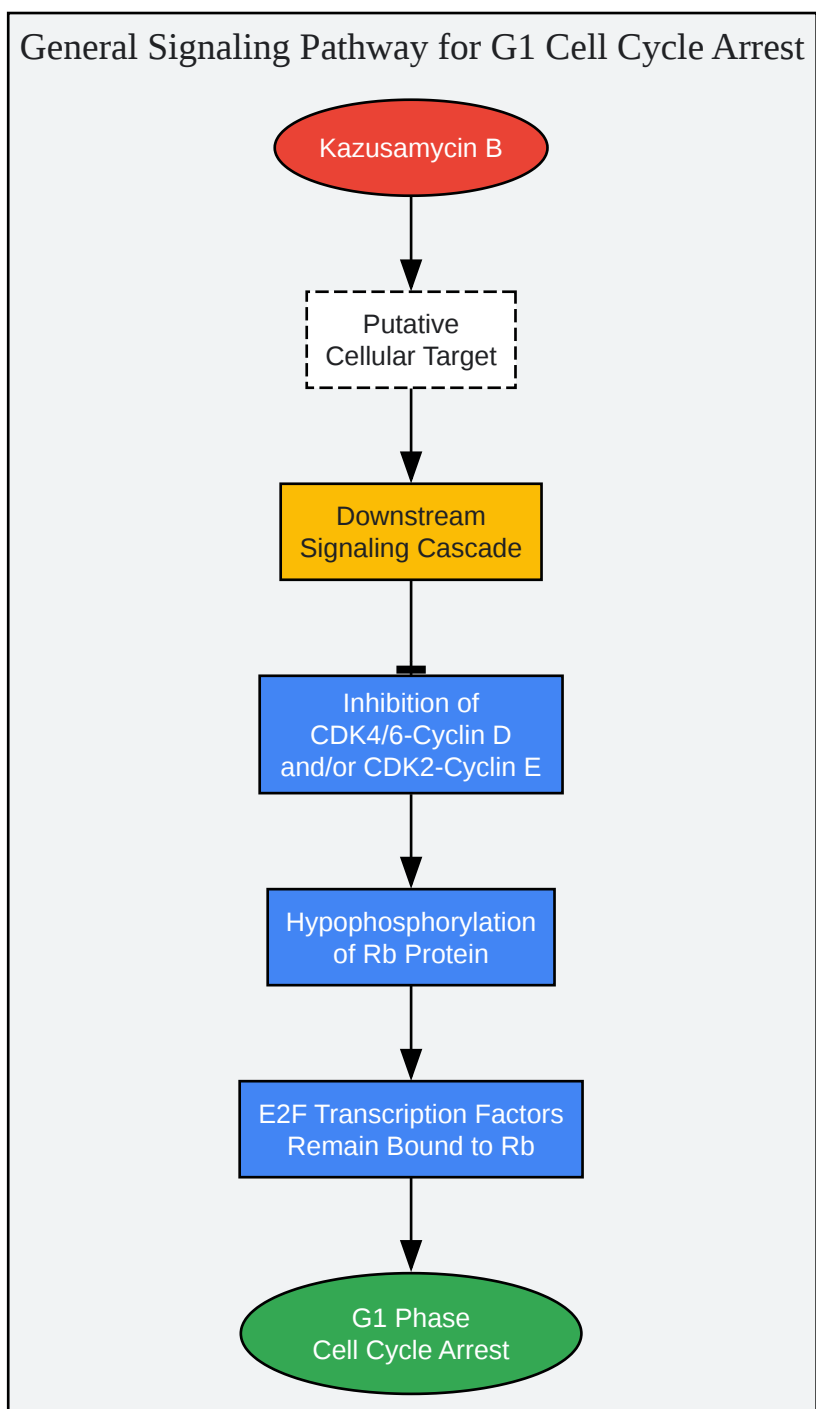 General Signaling Pathway for G1 Cell Cycle Arrest
Kazusamycin B
Putative
Cellular Target
Downstream
Signaling Cascade
Inhibition of
CDK4/6-Cyclin D
and/or CDK2-Cyclin E
Hypophosphorylation
of Rb Protein
E2F Transcription Factors
Remain Bound to Rb
G1 Phase
Cell Cycle Arrest